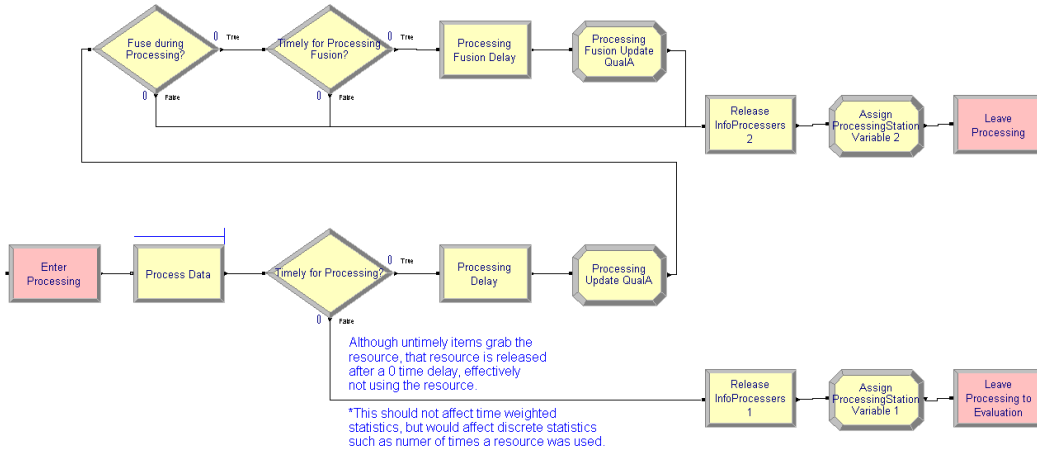 Fuse during
Processing?
0 True
0 False
Timely for Processing
Fusion?
0 True
0 False
Processing
Fusion Delay
Processing
Fusion Update
QualA
Release
InfoProcessers
2
Assign
ProcessingStation
Variable 2
Leave
Processing
Enter
Processing
Process Data
Timely for Processing?
0 True
0 False
Processing
Delay
Processing
Update QualA
Although untimely items grab the
resource, that resource is released
after a 0 time delay, effectively
not using the resource.
*This should not affect time weighted
statistics, but would affect discrete statistics
such as numer of times a resource was used.
Release
InfoProcessers
1
Assign
ProcessingStation
Variable 1
Leave
Processing to
Evaluation